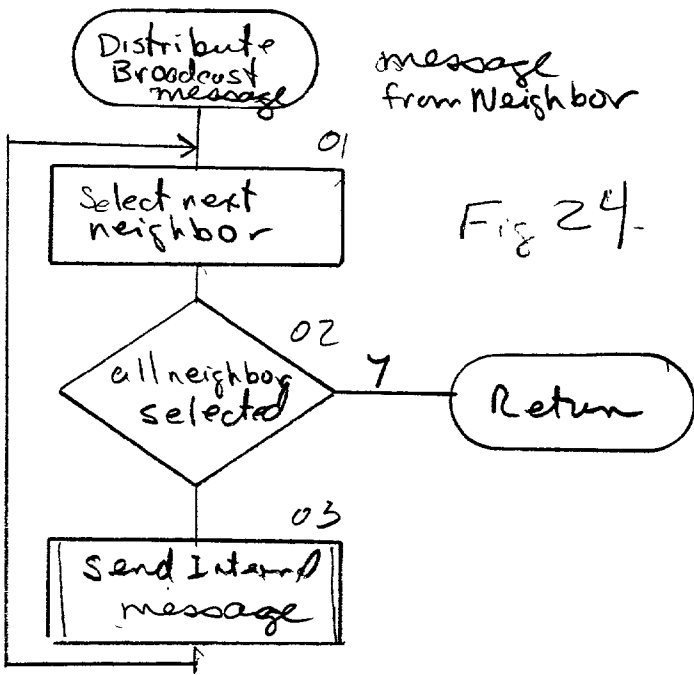 Distribute
Broadcast
message
message
from Neighbor
01
Select next
neighbor
Fig 24.
02
all neighbor
selected
Y
Return
03
Send Internal
message